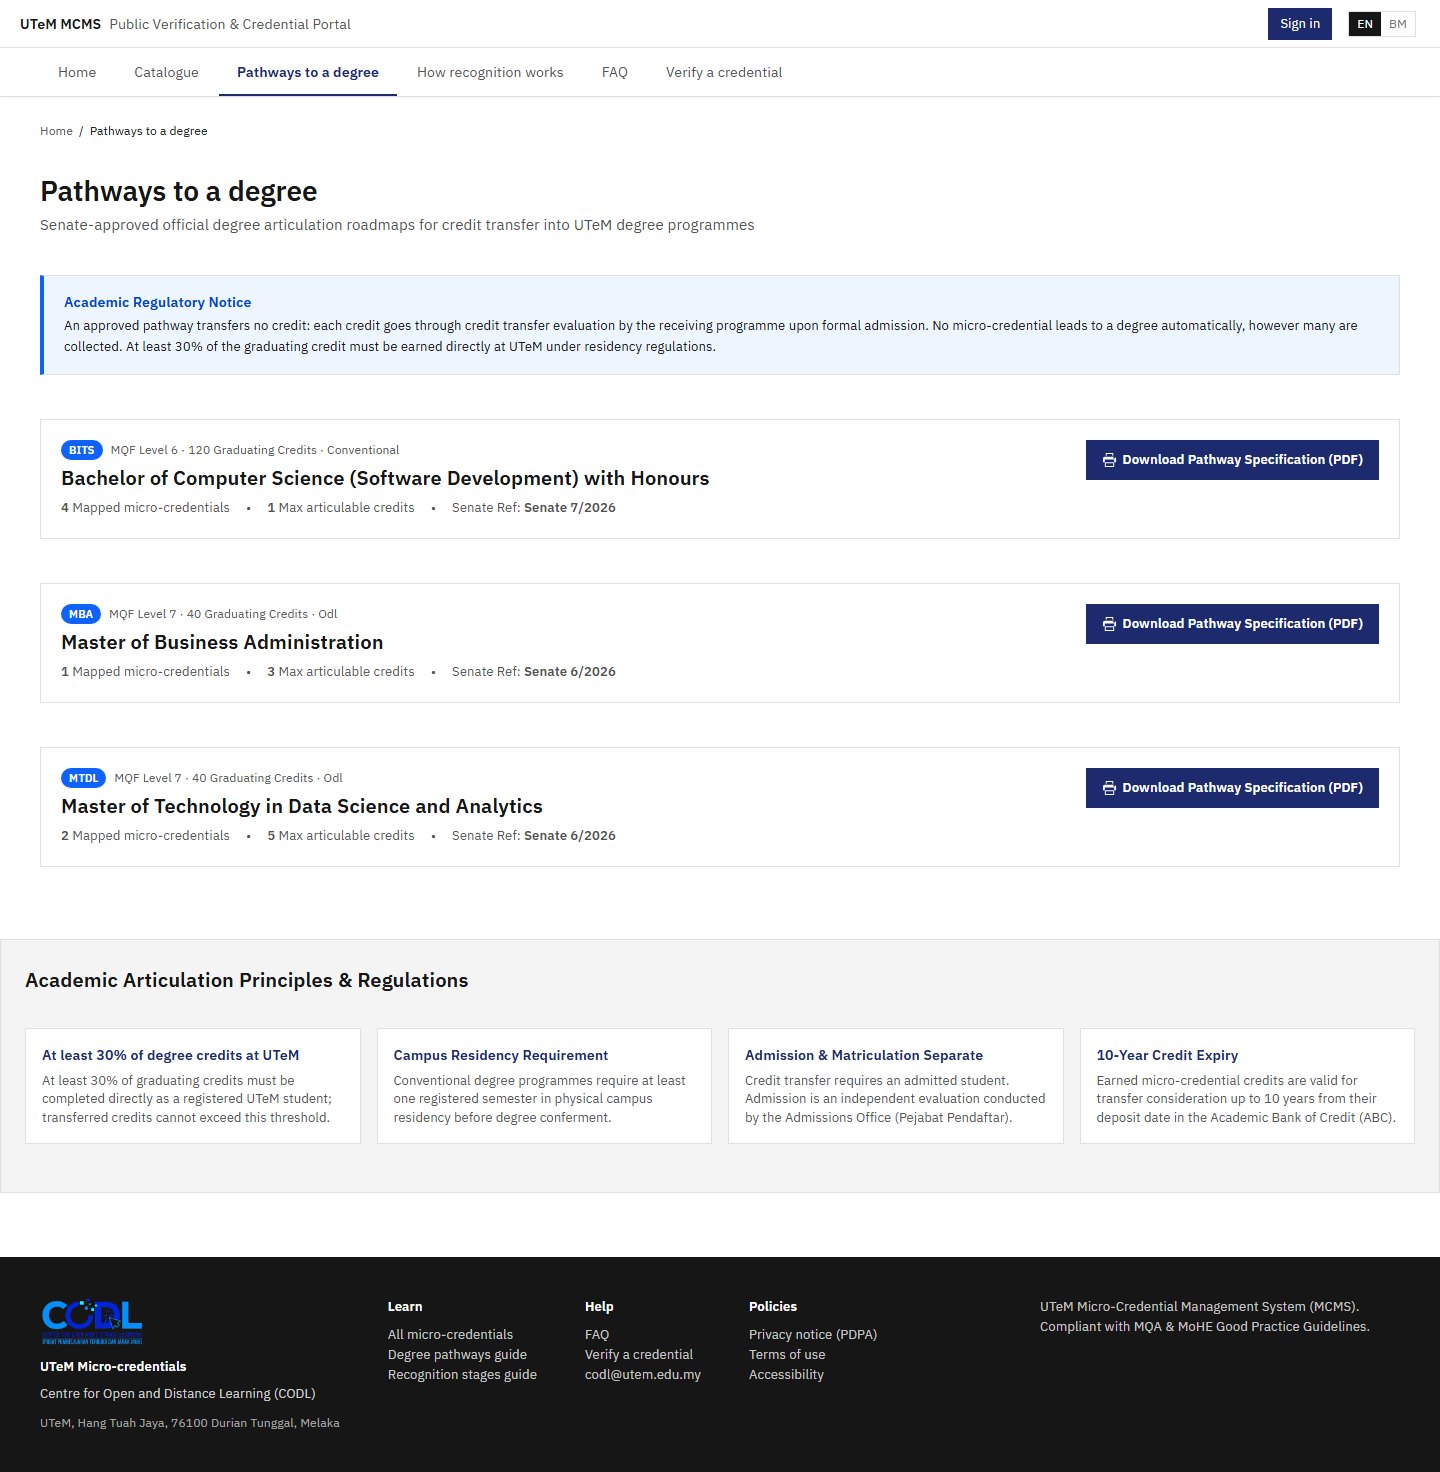 UTeM MCMS Public Verification & Credential Portal
Sign in
EN BM
Home Catalogue Pathways to a degree How recognition works FAQ Verify a credential
Home / Pathways to a degree
Pathways to a degree
Senate-approved official degree articulation roadmaps for credit transfer into UTeM degree programmes
Academic Regulatory Notice
An approved pathway transfers no credit: each credit goes through credit transfer evaluation by the receiving programme upon formal admission. No micro-credential leads to a degree automatically, however many are
collected. At least 30% of the graduating credit must be earned directly at UTeM under residency regulations.
BITS MQF Level 6 · 120 Graduating Credits · Conventional
Bachelor of Computer Science (Software Development) with Honours
4 Mapped micro-credentials • 1 Max articulable credits • Senate Ref: Senate 7/2026
Download Pathway Specification (PDF)
MBA MQF Level 7 · 40 Graduating Credits · Odl
Master of Business Administration
1 Mapped micro-credentials • 3 Max articulable credits • Senate Ref: Senate 6/2026
Download Pathway Specification (PDF)
MTDL MQF Level 7 · 40 Graduating Credits · Odl
Master of Technology in Data Science and Analytics
2 Mapped micro-credentials • 5 Max articulable credits • Senate Ref: Senate 6/2026
Download Pathway Specification (PDF)
Academic Articulation Principles & Regulations
At least 30% of degree credits at UTeM
At least 30% of graduating credits must be
completed directly as a registered UTeM student;
transferred credits cannot exceed this threshold.
Campus Residency Requirement
Conventional degree programmes require at least
one registered semester in physical campus
residency before degree conferment.
Admission & Matriculation Separate
Credit transfer requires an admitted student.
Admission is an independent evaluation conducted
by the Admissions Office (Pejabat Pendaftar).
10-Year Credit Expiry
Earned micro-credential credits are valid for
transfer consideration up to 10 years from their
deposit date in the Academic Bank of Credit (ABC).
CODL
UTeM Micro-credentials
Centre for Open and Distance Learning (CODL)
UTeM, Hang Tuah Jaya, 76100 Durian Tunggal, Melaka
Learn
All micro-credentials
Degree pathways guide
Recognition stages guide
Help
FAQ
Verify a credential
codl@utem.edu.my
Policies
Privacy notice (PDPA)
Terms of use
Accessibility
UTeM Micro-Credential Management System (MCMS).
Compliant with MQA & MoHE Good Practice Guidelines.